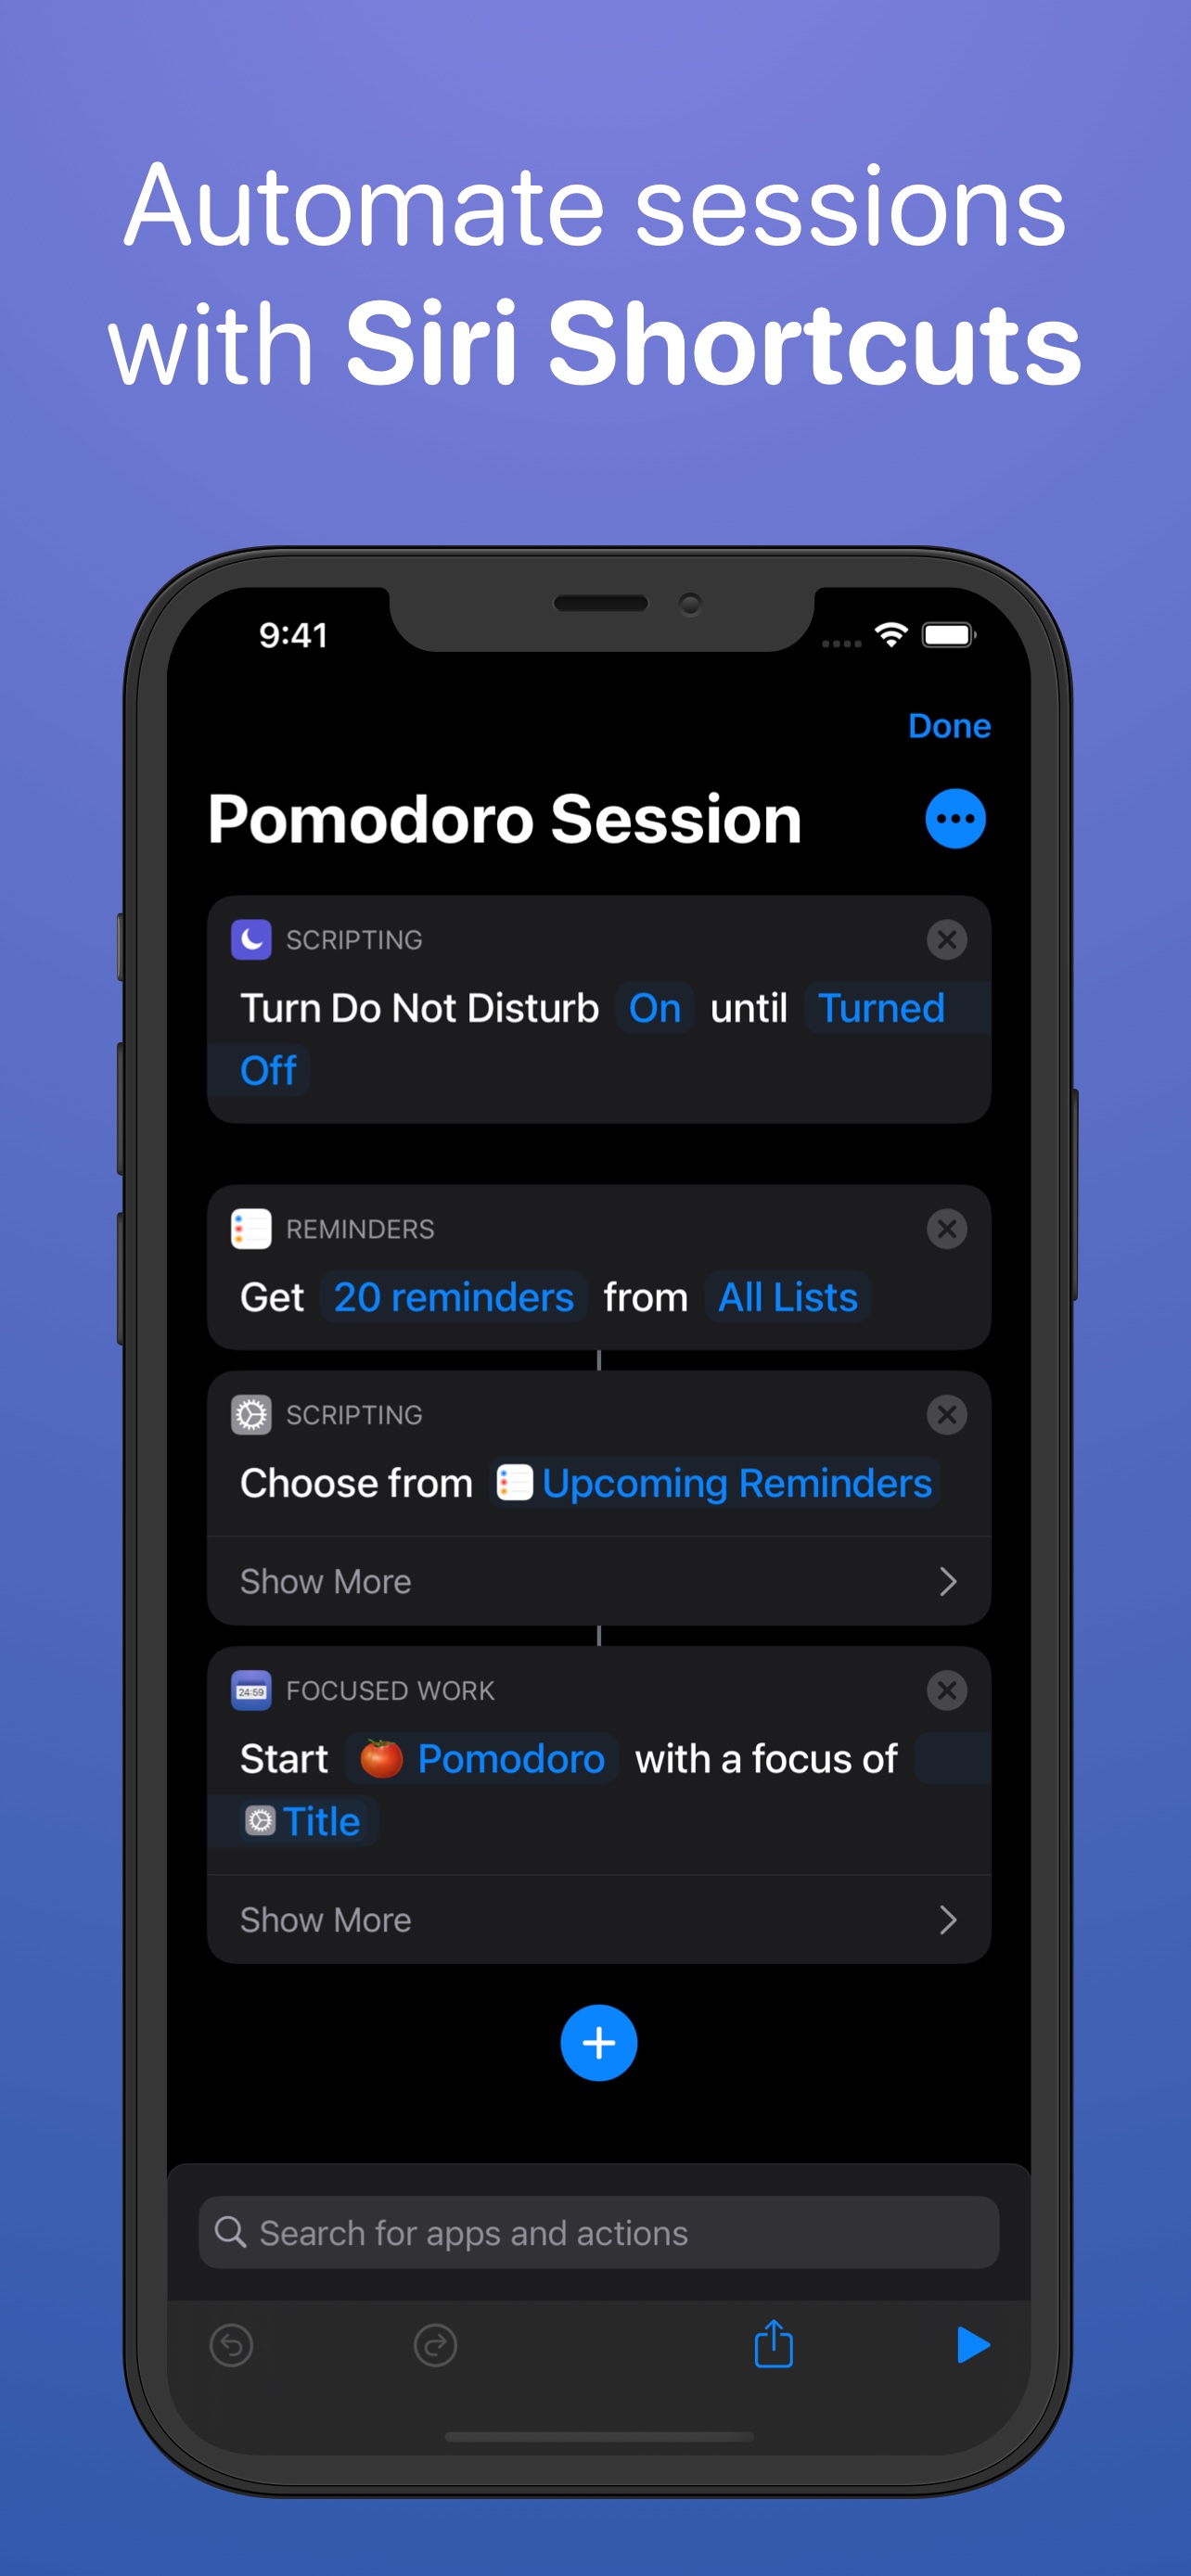 Automate sessions
with Siri Shortcuts
9:41
Done
Pomodoro Session
SCRIPTING
Turn Do Not Disturb On until Turned
Off
REMINDERS
Get 20 reminders from All Lists
SCRIPTING
Choose from Upcoming Reminders
Show More
24:59
FOCUSED WORK
Start 🍅 Pomodoro with a focus of
Title
Show More
Search for apps and actions